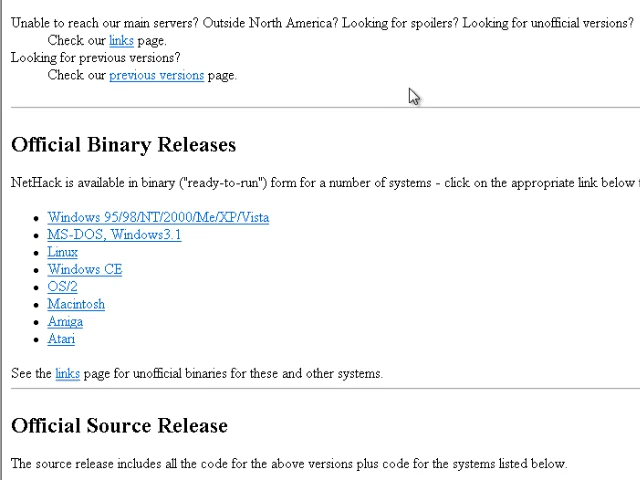 Unable to reach our main servers? Outside North America? Looking for spoilers? Looking for unofficial versions?
Check our links page.
Looking for previous versions?
Check our previous versions page.
Official Binary Releases
NetHack is available in binary ("ready-to-run") form for a number of systems - click on the appropriate link below
Windows 95/98/NT/2000/Me/XP/Vista
MS-DOS, Windows3.1
Linux
Windows CE
OS/2
Macintosh
Amiga
Atari
See the links page for unofficial binaries for these and other systems.
Official Source Release
The source release includes all the code for the above versions plus code for the systems listed below.